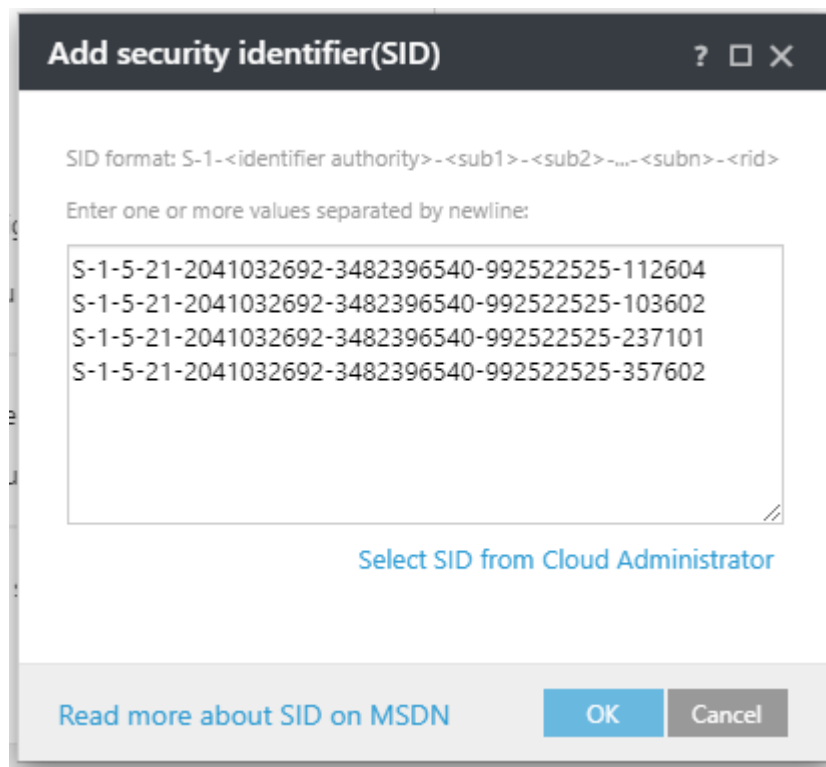 Add security identifier(SID)
?
SID format: S-1-<identifier authority>-<sub1>-<sub2>-...-<subn>-<rid>
Enter one or more values separated by newline:
S-1-5-21-2041032692-3482396540-992522525-112604
S-1-5-21-2041032692-3482396540-992522525-103602
S-1-5-21-2041032692-3482396540-992522525-237101
S-1-5-21-2041032692-3482396540-992522525-357602
Select SID from Cloud Administrator
Read more about SID on MSDN
OK
Cancel